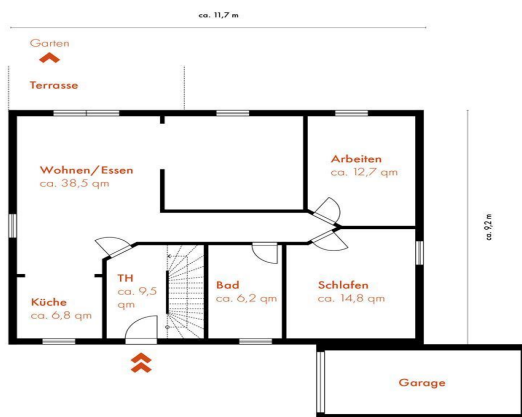 ca. 11,7 m
Garten
Terrasse
Wohnen/Essen
ca. 38,5 qm
Arbeiten
ca. 12,7 qm
ca. 9,2 m
TH
ca. 9,5
qm
Bad
ca. 6,2 qm
Schlafen
ca. 14,8 qm
Küche
ca. 6,8 qm
Garage